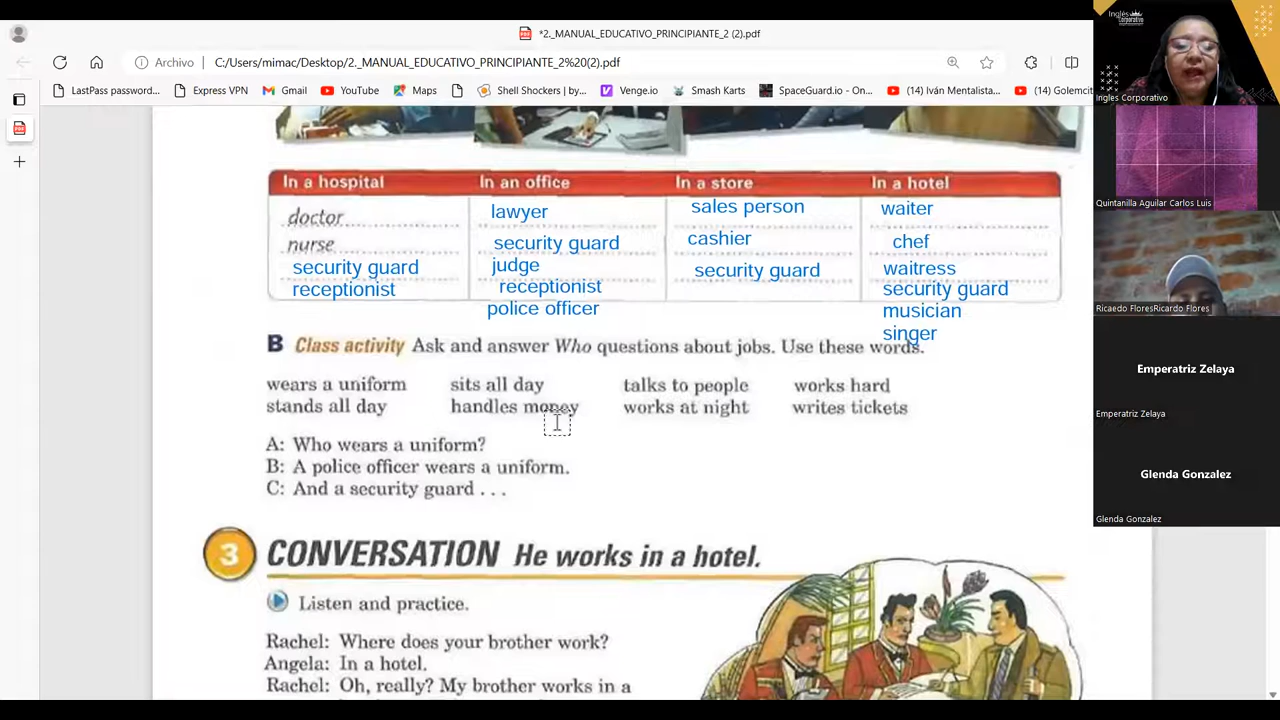 *2._MANUAL_EDUCATIVO_PRINCIPIANTE_2 (2).pdf
Archivo
C:/Users/mimac/Desktop/2._MANUAL_EDUCATIVO_PRINCIPIANTE_2%20(2).pdf
LastPass password...
Express VPN
Gmail
YouTube
Maps
Shell Shockers | by...
Venge.io
Smash Karts
SpaceGuard.io - On...
(14) Iván Mentalista...
(14) Golemcit
In a hospital
In an office
In a store
In a hotel
doctor
lawyer
sales person
waiter
nurse
security guard
cashier
chef
security guard
judge
security guard
waitress
receptionist
receptionist
security guard
police officer
musician
singer
B Class activity Ask and answer Who questions about jobs. Use these words.
wears a uniform
sits all day
talks to people
works hard
stands all day
handles money
works at night
writes tickets
A: Who wears a uniform?
B: A police officer wears a uniform.
C: And a security guard . . .
3 CONVERSATION He works in a hotel.
Listen and practice.
Rachel: Where does your brother work?
Angela: In a hotel.
Rachel: Oh, really? My brother works in a
Inglés
Corporativo
Ingles Corporativo
Quintanilla Aguilar Carlos Luis
Ricaedo FloresRicardo Flores
Emperatriz Zelaya
Emperatriz Zelaya
Glenda Gonzalez
Glenda Gonzalez